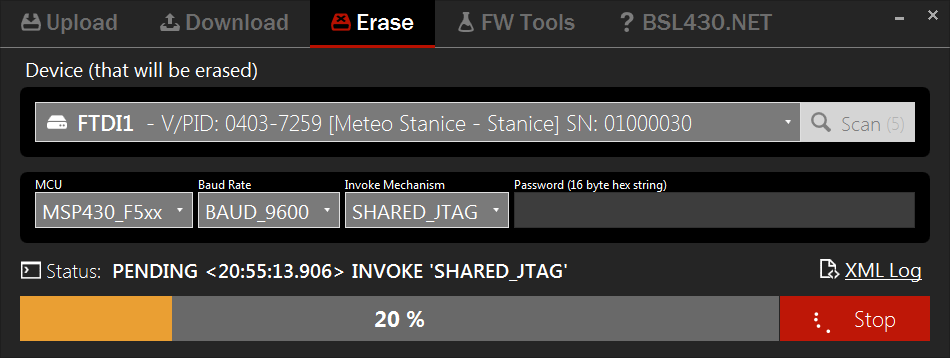 Upload Download Erase FW Tools ? BSL430.NET
Device (that will be erased)
FTDI1 - V/PID: 0403-7259 [Meteo Stanice - Stanice] SN: 01000030 Scan (5)
MCU Baud Rate Invoke Mechanism Password (16 byte hex string)
MSP430_F5xx BAUD_9600 SHARED_JTAG
Status: PENDING <20:55:13.906> INVOKE 'SHARED_JTAG' XML Log
20 % Stop